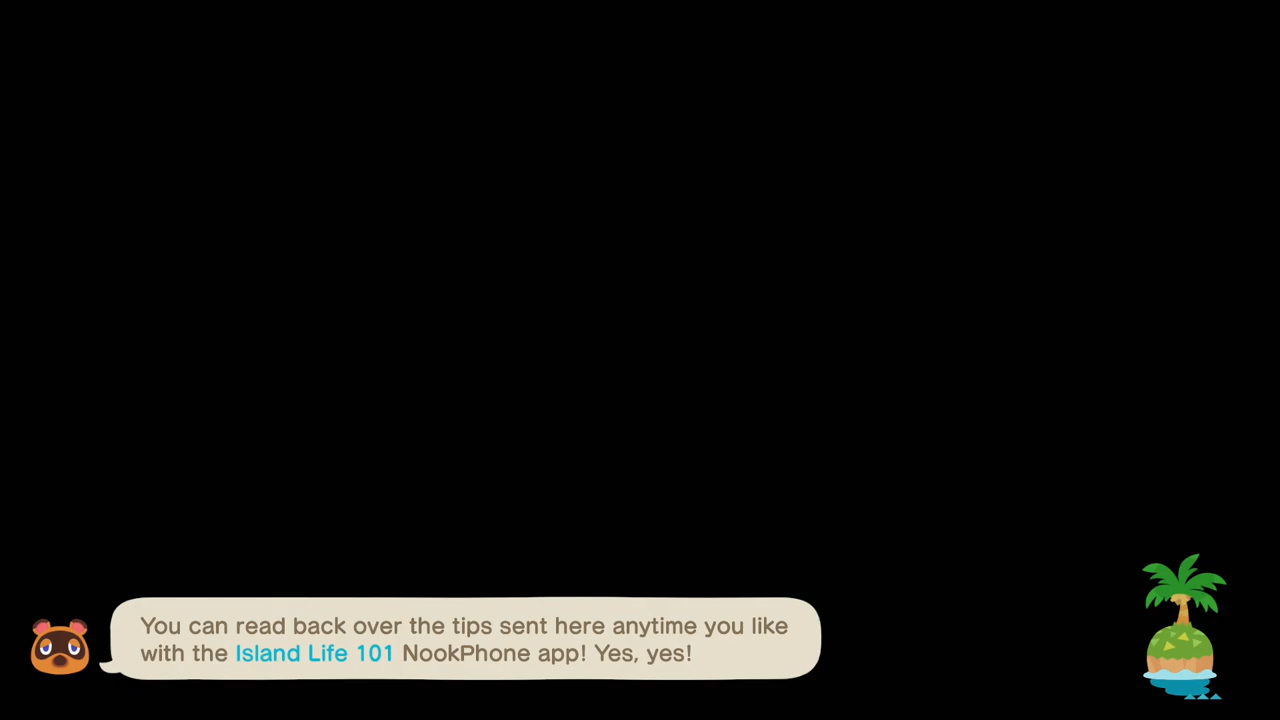 You can read back over the tips sent here anytime you like
with the Island Life 101 NookPhone app! Yes, yes!